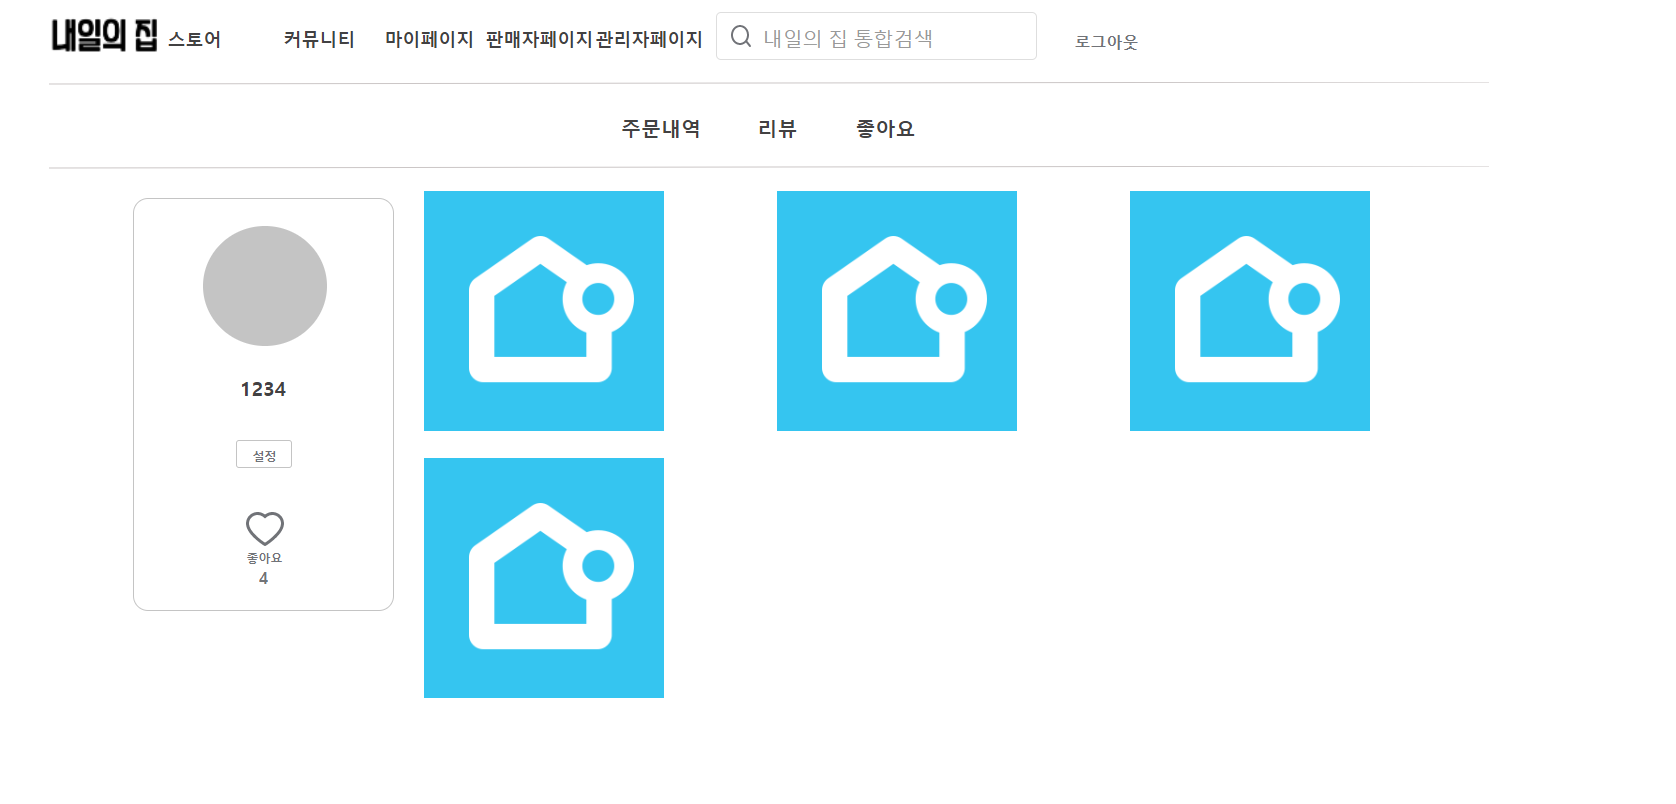 내일의 집 스토어 커뮤니티 마이페이지 판매자페이지 관리자페이지 내일의 집 통합검색 로그아웃
주문내역 리뷰 좋아요
1234
설정
좋아요
4